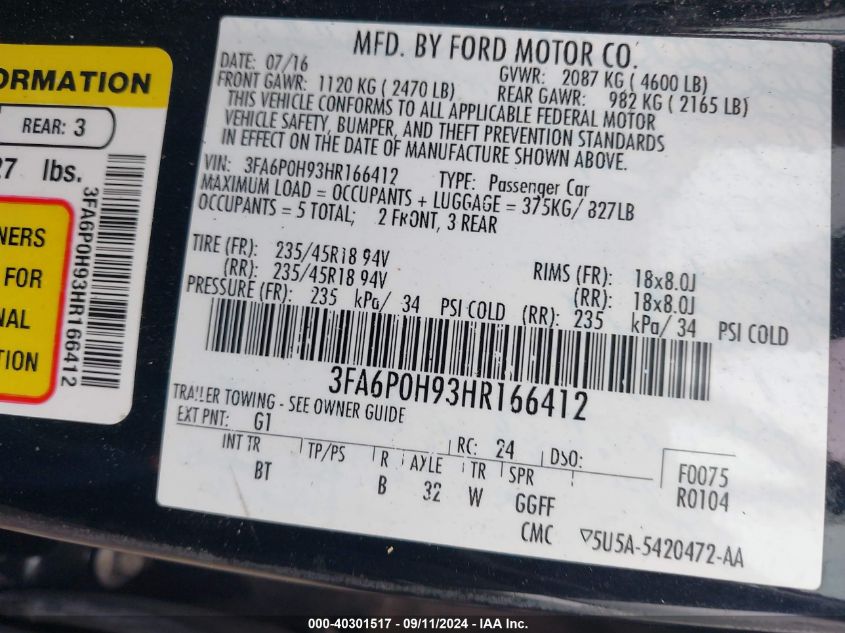 ORMATION
REAR: 3
27 lbs.
3FA6P0H93HR166412
NERS
FOR
NAL
TION
MFD. BY FORD MOTOR CO.
DATE: 07/16 GVWR: 2087 KG ( 4600 LB)
FRONT GAWR: 1120 KG ( 2470 LB) REAR GAWR: 982 KG ( 2165 LB)
THIS VEHICLE CONFORMS TO ALL APPLICABLE FEDERAL MOTOR
VEHICLE SAFETY, BUMPER, AND THEFT PREVENTION STANDARDS
IN EFFECT ON THE DATE OF MANUFACTURE SHOWN ABOVE.
VIN: 3FA6P0H93HR166412 TYPE: Passenger Car
MAXIMUM LOAD = OCCUPANTS + LUGGAGE = 375KG/ 827LB
OCCUPANTS = 5 TOTAL; 2 FRONT, 3 REAR
TIRE (FR): 235/45R18 94V RIMS (FR): 18x8.0J
(RR): 235/45R18 94V (RR): 18x8.0J
PRESSURE (FR): 235 kPa/ 34 PSI COLD (RR): 235 kPa/ 34 PSI COLD
3FA6P0H93HR166412
TRAILER TOWING - SEE OWNER GUIDE
EXT PNT: G1 RC: 24 DSO:
F0075
R0104
INT TR TP/PS R AXLE TR SPR
BT B 32 W GGFF
CMC ▽5U5A-5420472-AA
000-40301517 - 09/11/2024 - IAA Inc.